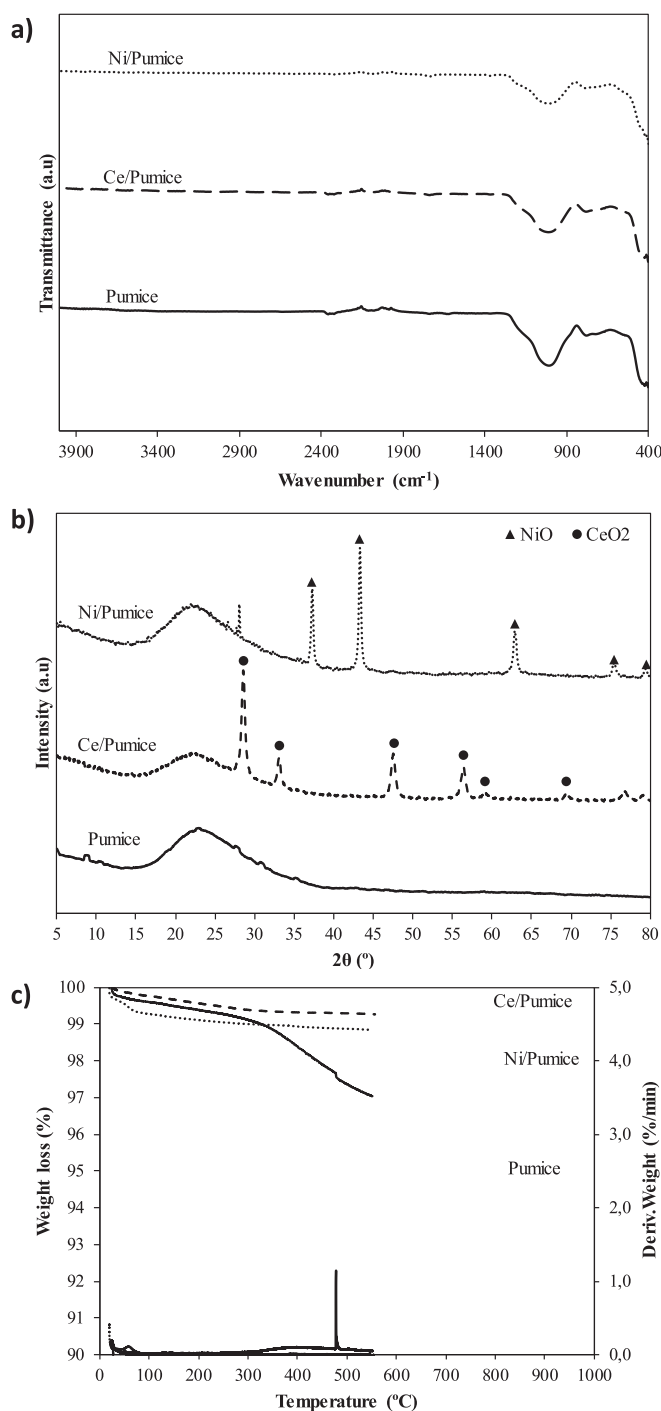 a)
Ni/Pumice
Ce/Pumice
Pumice
Transmittance (a.u)
3900 3400 2900 2400 1900 1400 900 400
Wavenumber (cm⁻¹)
b)
▲ NiO ● CeO2
Ni/Pumice
Ce/Pumice
Pumice
Intensity (a.u)
5 10 15 20 25 30 35 40 45 50 55 60 65 70 75 80
2θ (º)
c)
100 5,0
Ce/Pumice
99
Ni/Pumice
98 4,0
97
96 3,0
95
Pumice
94 2,0
93
92 1,0
91
90 0,0
Weight loss (%)
Deriv.Weight (%/min)
0 100 200 300 400 500 600 700 800 900 1000
Temperature (ºC)